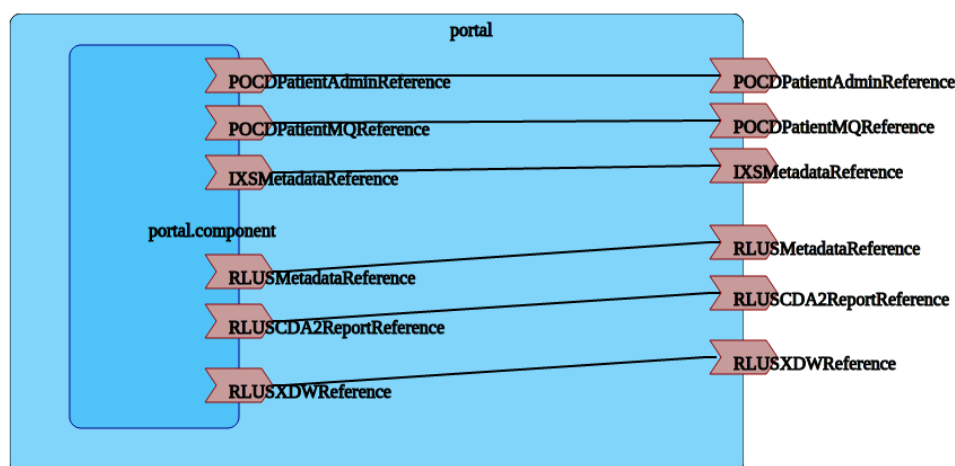 portal
POCDPatientAdminReference
POCDPatientAdminReference
POCDPatientMQReference
POCDPatientMQReference
IXSMetadataReference
IXSMetadataReference
portal.component
RLUSMetadataReference
RLUSMetadataReference
RLUSCDA2ReportReference
RLUSCDA2ReportReference
RLUSXDWReference
RLUSXDWReference